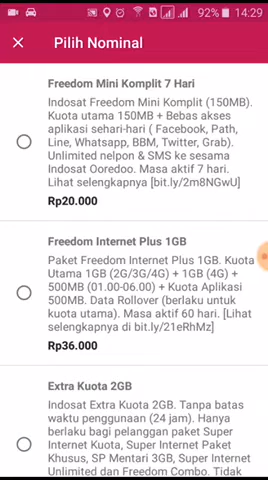 92% 14:29
Pilih Nominal
Freedom Mini Komplit 7 Hari
Indosat Freedom Mini Komplit (150MB).
Kuota utama 150MB + Bebas akses
aplikasi sehari-hari ( Facebook, Path,
Line, Whatsapp, BBM, Twitter, Grab).
Unlimited nelpon & SMS ke sesama
Indosat Ooredoo. Masa aktif 7 hari.
Lihat selengkapnya [bit.ly/2m8NGwU]
Rp20.000
Freedom Internet Plus 1GB
Paket Freedom Internet Plus 1GB. Kuota
Utama 1GB (2G/3G/4G) + 1GB (4G) +
500MB (01.00-06.00) + Kuota Aplikasi
500MB. Data Rollover (berlaku untuk
kuota utama). Masa aktif 60 hari. [Lihat
selengkapnya di bit.ly/21eRhMz]
Rp36.000
Extra Kuota 2GB
Indosat Extra Kuota 2GB. Tanpa batas
waktu penggunaan (24 jam). Hanya
berlaku bagi pelanggan paket Super
Internet Kuota, Super Internet Paket
Khusus, SP Mentari 3GB, Super Internet
Unlimited dan Freedom Combo. Tidak